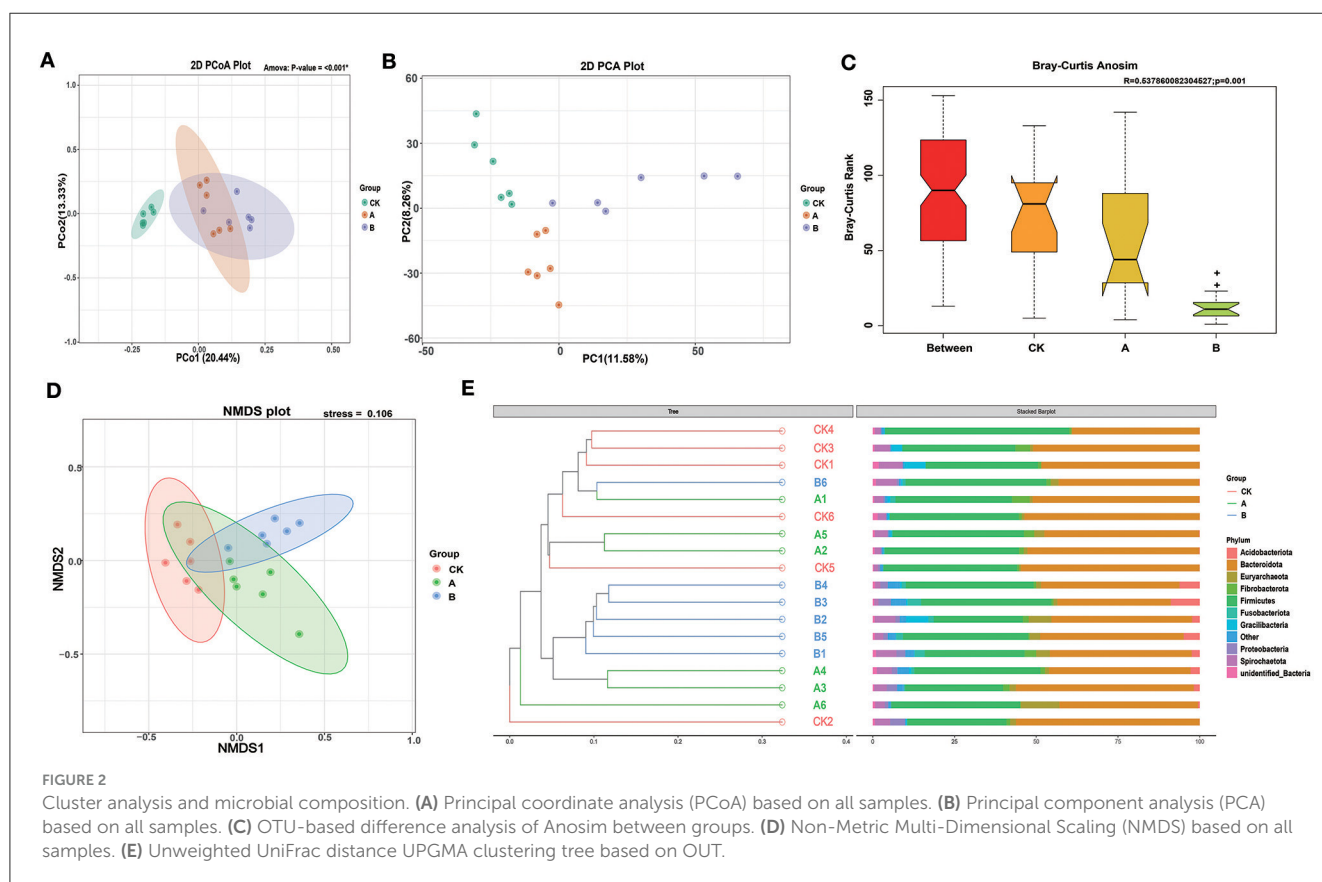 A
2D PCoA Plot
Amova: P-value = <0.001*
1.0
0.5
0.0
-0.5
-1.0
PCo2(13.33%)
-0.25
0.00
0.25
0.50
PCo1 (20.44%)
Group
CK
A
B
B
2D PCA Plot
60
30
0
-30
-60
PC2(8.26%)
-50
0
50
PC1(11.58%)
Group
CK
A
B
C
Bray-Curtis Anosim
R=0.537860082304527;p=0.001
150
100
50
0
Bray-Curtis Rank
Between
CK
A
B
D
NMDS plot
stress = 0.106
0.5
0.0
-0.5
NMDS2
-0.5
0.0
0.5
1.0
NMDS1
Group
CK
A
B
E
Tree
Stacked Barplot
CK4
CK3
CK1
B6
A1
CK6
A5
A2
CK5
B4
B3
B2
B5
B1
A4
A3
A6
CK2
0.0
0.1
0.2
0.3
0.4
0
25
50
75
100
Group
CK
A
B
Phylum
Acidobacteriota
Bacteroidota
Euryarchaeota
Fibrobacterota
Firmicutes
Fusobacteriota
Gracilibacteria
Other
Proteobacteria
Spirochaetota
unidentified_Bacteria
FIGURE 2
Cluster analysis and microbial composition. (A) Principal coordinate analysis (PCoA) based on all samples. (B) Principal component analysis (PCA)
based on all samples. (C) OTU-based difference analysis of Anosim between groups. (D) Non-Metric Multi-Dimensional Scaling (NMDS) based on all
samples. (E) Unweighted UniFrac distance UPGMA clustering tree based on OUT.